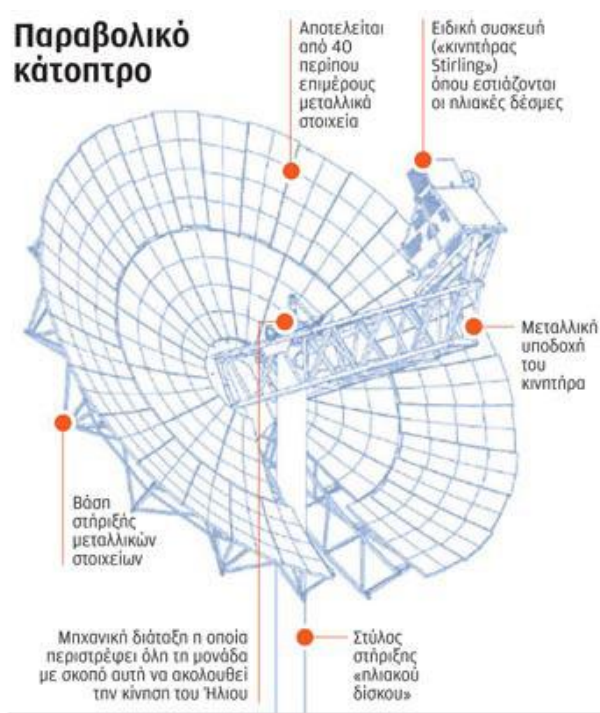 Παραβολικό
κάτοπτρο
Αποτελείται
από 40
περίπου
επιμέρους
μεταλλικά
στοιχεία
Ειδική συσκευή
(«κινητήρας
Stirling»)
όπου εστιάζονται
οι ηλιακές δέσμες
Μεταλλική
υποδοχή
του
κινητήρα
Βάση
στήριξής
μεταλλικών
στοιχείων
Μηχανική διάταξη η οποία
περιστρέφει όλη τη μονάδα
με σκοπό αυτή να ακολουθεί
την κίνηση του Ήλιου
Στύλος
στήριξης
«ηλιακού
δίσκου»